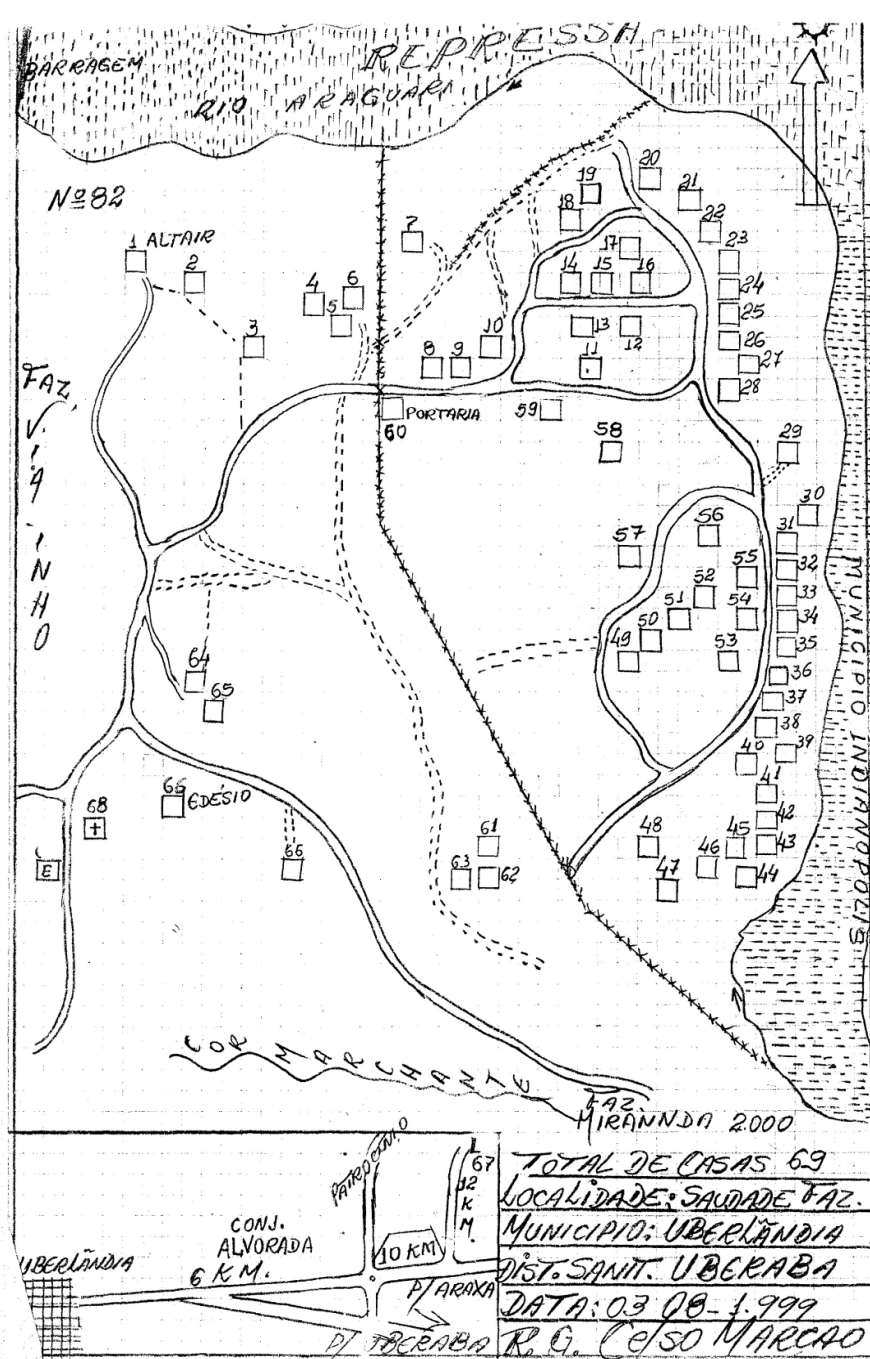 REPRESSA
BARRAGEM
RIO ARAGUARI
Nº 82
1 ALTAIR
2
3
4
5
6
7
8
9
10
11
12
13
14
15
16
17
18
19
20
21
22
23
24
25
26
27
28
29
30
31
32
33
34
35
36
37
38
39
40
41
42
43
44
45
46
47
48
49
50
51
52
53
54
55
56
57
58
59
60 PORTARIA
61
62
63
64
65
66 EDÉSIO
66
68
E
FAZ.
VIAINHO
MUNICIPIO INDIANOPOLIS
COR MARCHANTE
FAZ.
MIRANNDA 2000
PATROCINIO
67
12 KM.
CONJ.
ALVORADA
10 KM
UBERLÂNDIA
6 KM.
P/ ARAXA
P/ UBERABA
TOTAL DE CASAS 69
LOCALIDADE: SAUDADE FAZ.
MUNICIPIO: UBERLÂNDIA
DIST. SANIT. UBERABA
DATA: 03 08-1.999
R.G. CELSO MARCAO